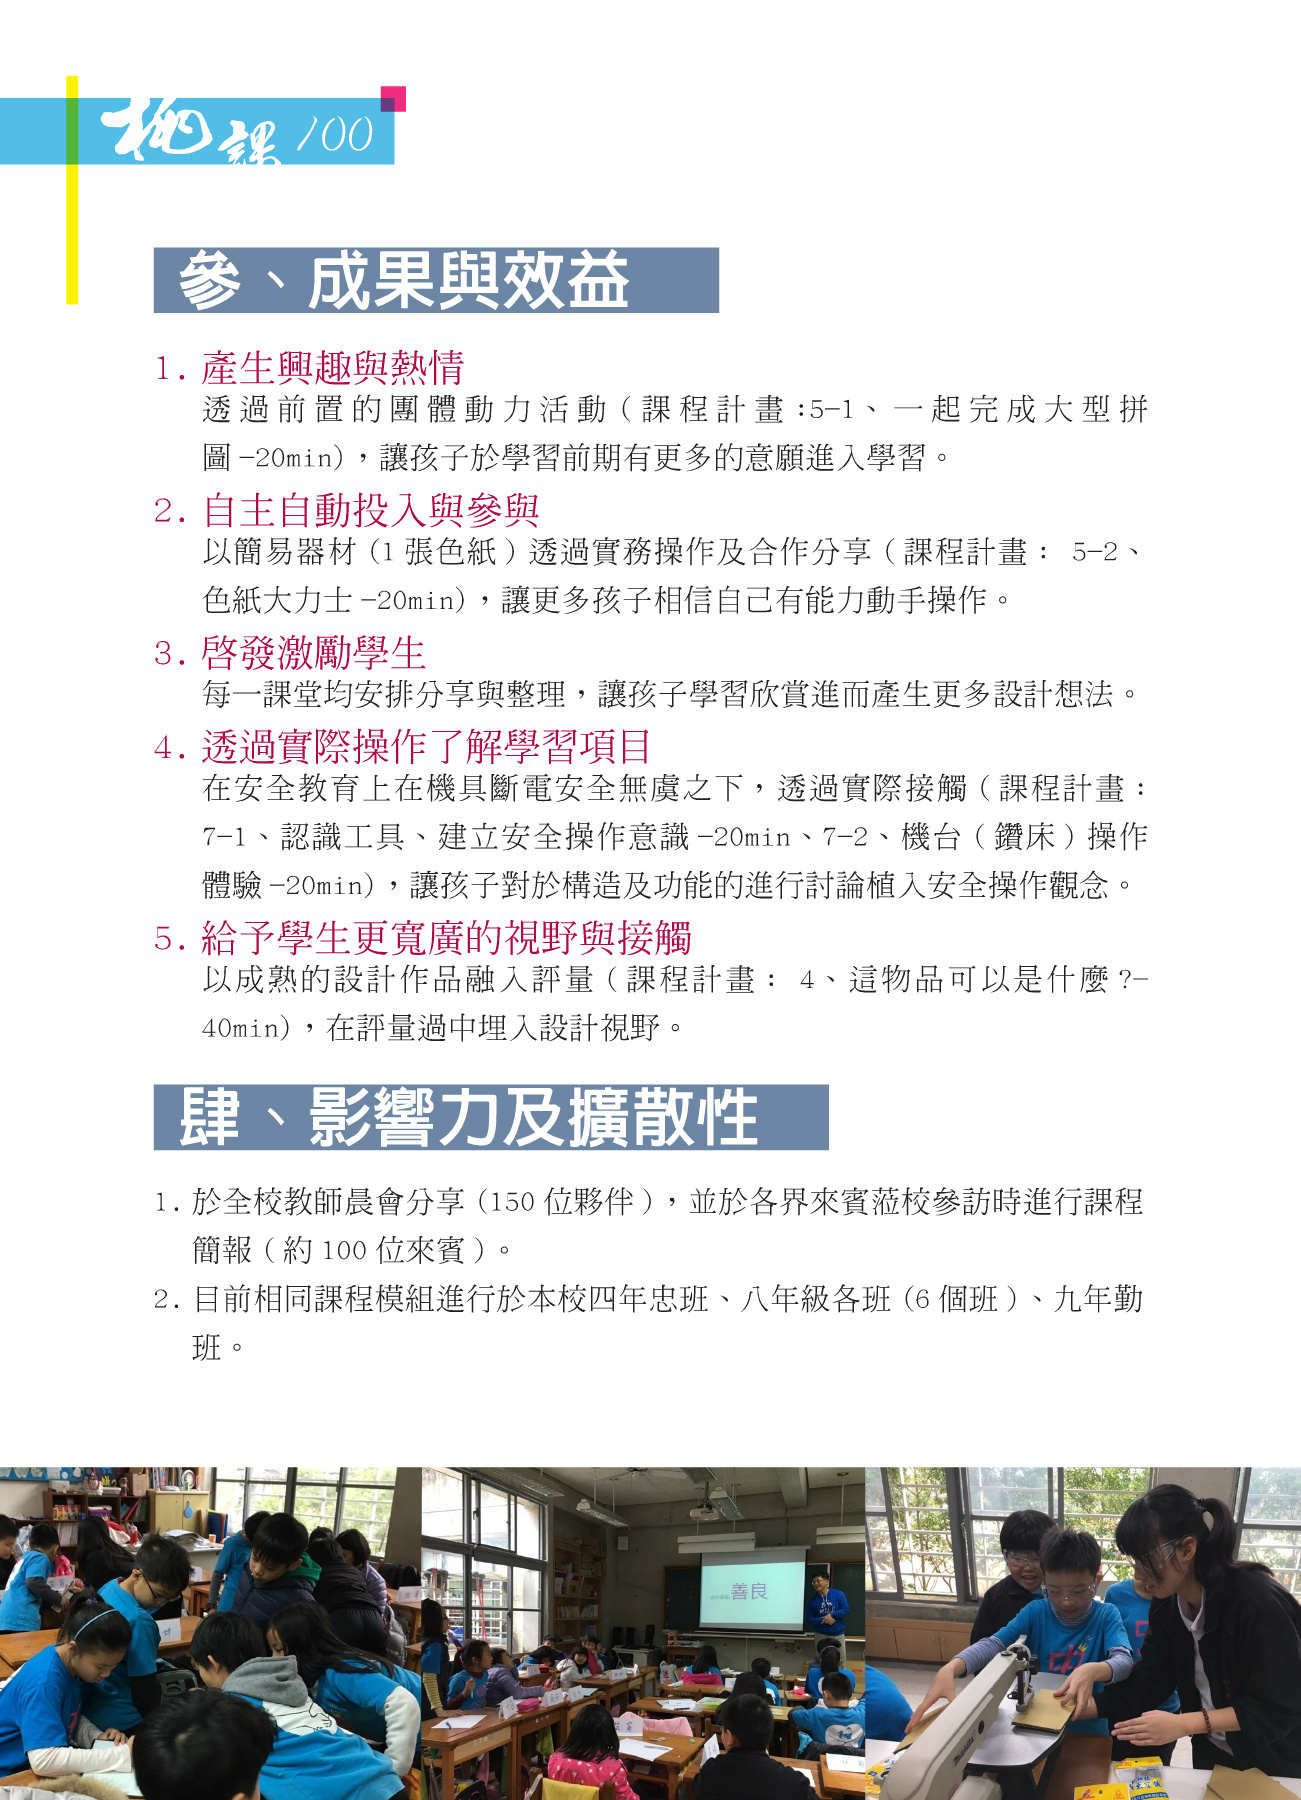 桃課100
參、成果與效益
1. 產生興趣與熱情
透過前置的團體動力活動(課程計畫:5-1、一起完成大型拼
圖-20min)，讓孩子於學習前期有更多的意願進入學習。
2. 自主自動投入與參與
以簡易器材(1張色紙)透過實務操作及合作分享(課程計畫： 5-2、
色紙大力士-20min)，讓更多孩子相信自己有能力動手操作。
3. 啓發激勵學生
每一課堂均安排分享與整理，讓孩子學習欣賞進而產生更多設計想法。
4. 透過實際操作了解學習項目
在安全教育上在機具斷電安全無虞之下，透過實際接觸(課程計畫：
7-1、認識工具、建立安全操作意識-20min、7-2、機台(鑽床)操作
體驗-20min)，讓孩子對於構造及功能的進行討論植入安全操作觀念。
5. 給予學生更寬廣的視野與接觸
以成熟的設計作品融入評量(課程計畫： 4、這物品可以是什麼?-
40min)，在評量過中埋入設計視野。
肆、影響力及擴散性
1. 於全校教師晨會分享(150位夥伴)，並於各界來賓蒞校參訪時進行課程
簡報(約100位來賓)。
2. 目前相同課程模組進行於本校四年忠班、八年級各班(6個班)、九年勤
班。
善良
makita